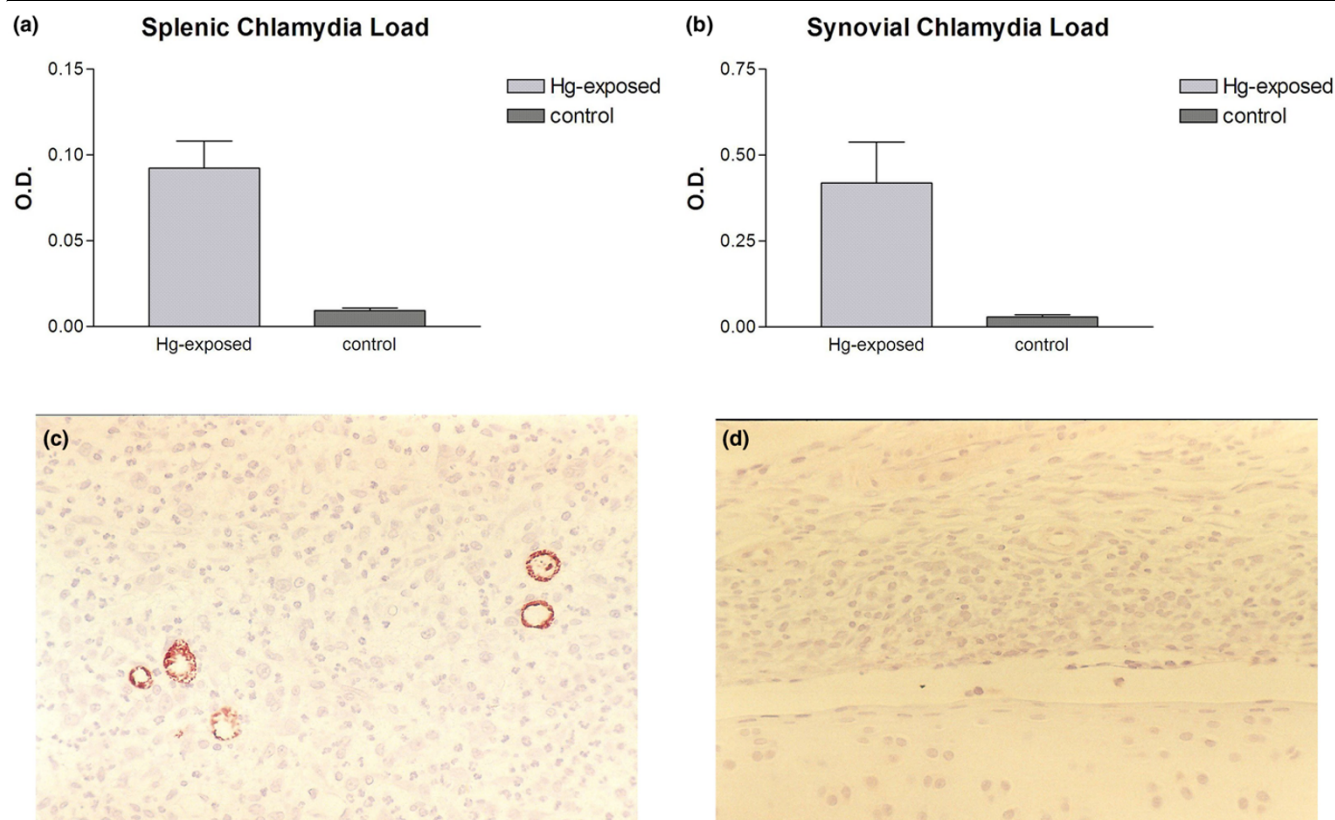 (a)
Splenic Chlamydia Load
0.15
0.10
0.05
0.00
O.D.
Hg-exposed
control
Hg-exposed
control
(b)
Synovial Chlamydia Load
0.75
0.50
0.25
0.00
O.D.
Hg-exposed
control
Hg-exposed
control
(c)
(d)